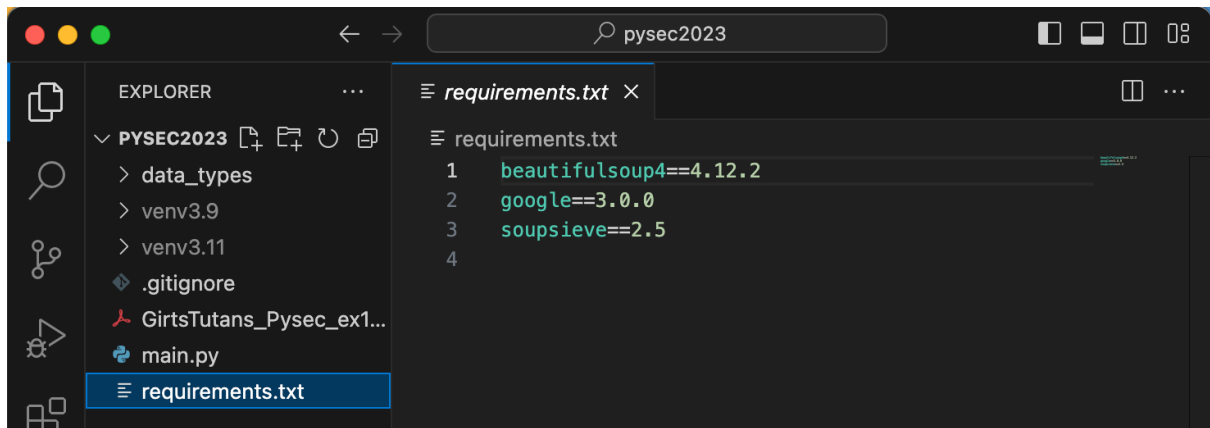 pysec2023
EXPLORER
PYSEC2023
data_types
venv3.9
venv3.11
.gitignore
GirtsTutans_Pysec_ex1...
main.py
requirements.txt
requirements.txt
requirements.txt
1 beautifulsoup4==4.12.2
2 google==3.0.0
3 soupsieve==2.5
4